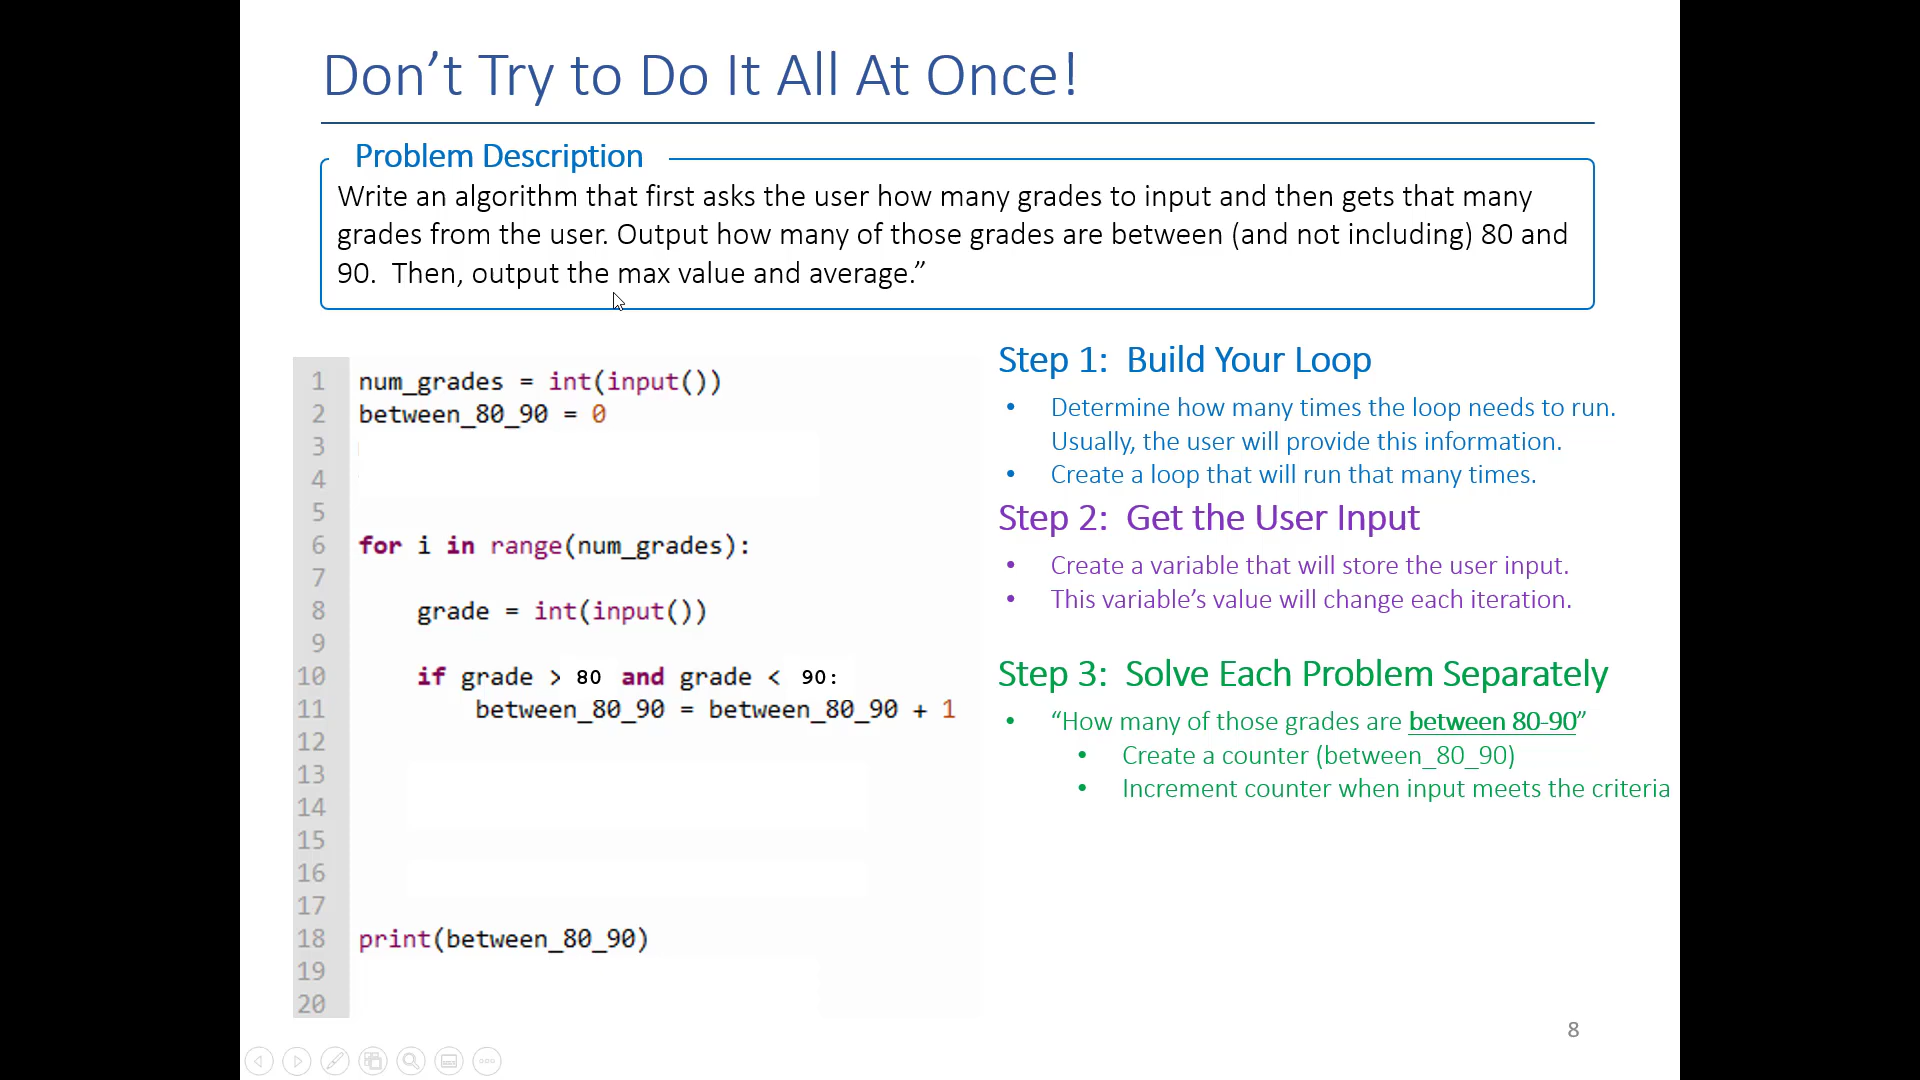 Don’t Try to Do It All At Once!
Problem Description
Write an algorithm that first asks the user how many grades to input and then gets that many
grades from the user. Output how many of those grades are between (and not including) 80 and
90.  Then, output the max value and average.”
1 num_grades = int(input())
2 between_80_90 = 0
3
4
5
6 for i in range(num_grades):
7
8     grade = int(input())
9
10     if grade > 80 and grade < 90:
11         between_80_90 = between_80_90 + 1
12
13
14
15
16
17
18 print(between_80_90)
19
20
Step 1:  Build Your Loop
• Determine how many times the loop needs to run.
Usually, the user will provide this information.
• Create a loop that will run that many times.
Step 2:  Get the User Input
• Create a variable that will store the user input.
• This variable’s value will change each iteration.
Step 3:  Solve Each Problem Separately
• “How many of those grades are between 80-90”
• Create a counter (between_80_90)
• Increment counter when input meets the criteria
8